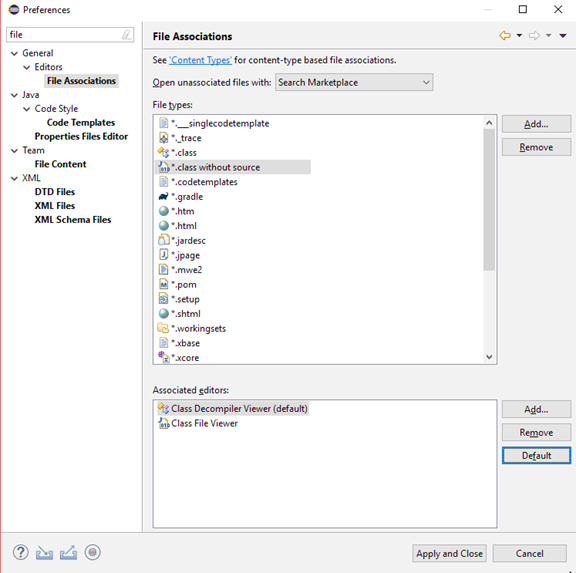 Preferences
file
File Associations
General
Editors
File Associations
Java
Code Style
Code Templates
Properties Files Editor
Team
File Content
XML
DTD Files
XML Files
XML Schema Files
See 'Content Types' for content-type based file associations.
Open unassociated files with: Search Marketplace
File types:
*.___singlecodetemplate
*._trace
*.class
*.class without source
*.codetemplates
*.gradle
*.htm
*.html
*.jardesc
*.jpage
*.mwe2
*.pom
*.setup
*.shtml
*.workingsets
*.xbase
*.xcore
Add...
Remove
Associated editors:
Class Decompiler Viewer (default)
Class File Viewer
Add...
Remove
Default
Apply and Close
Cancel